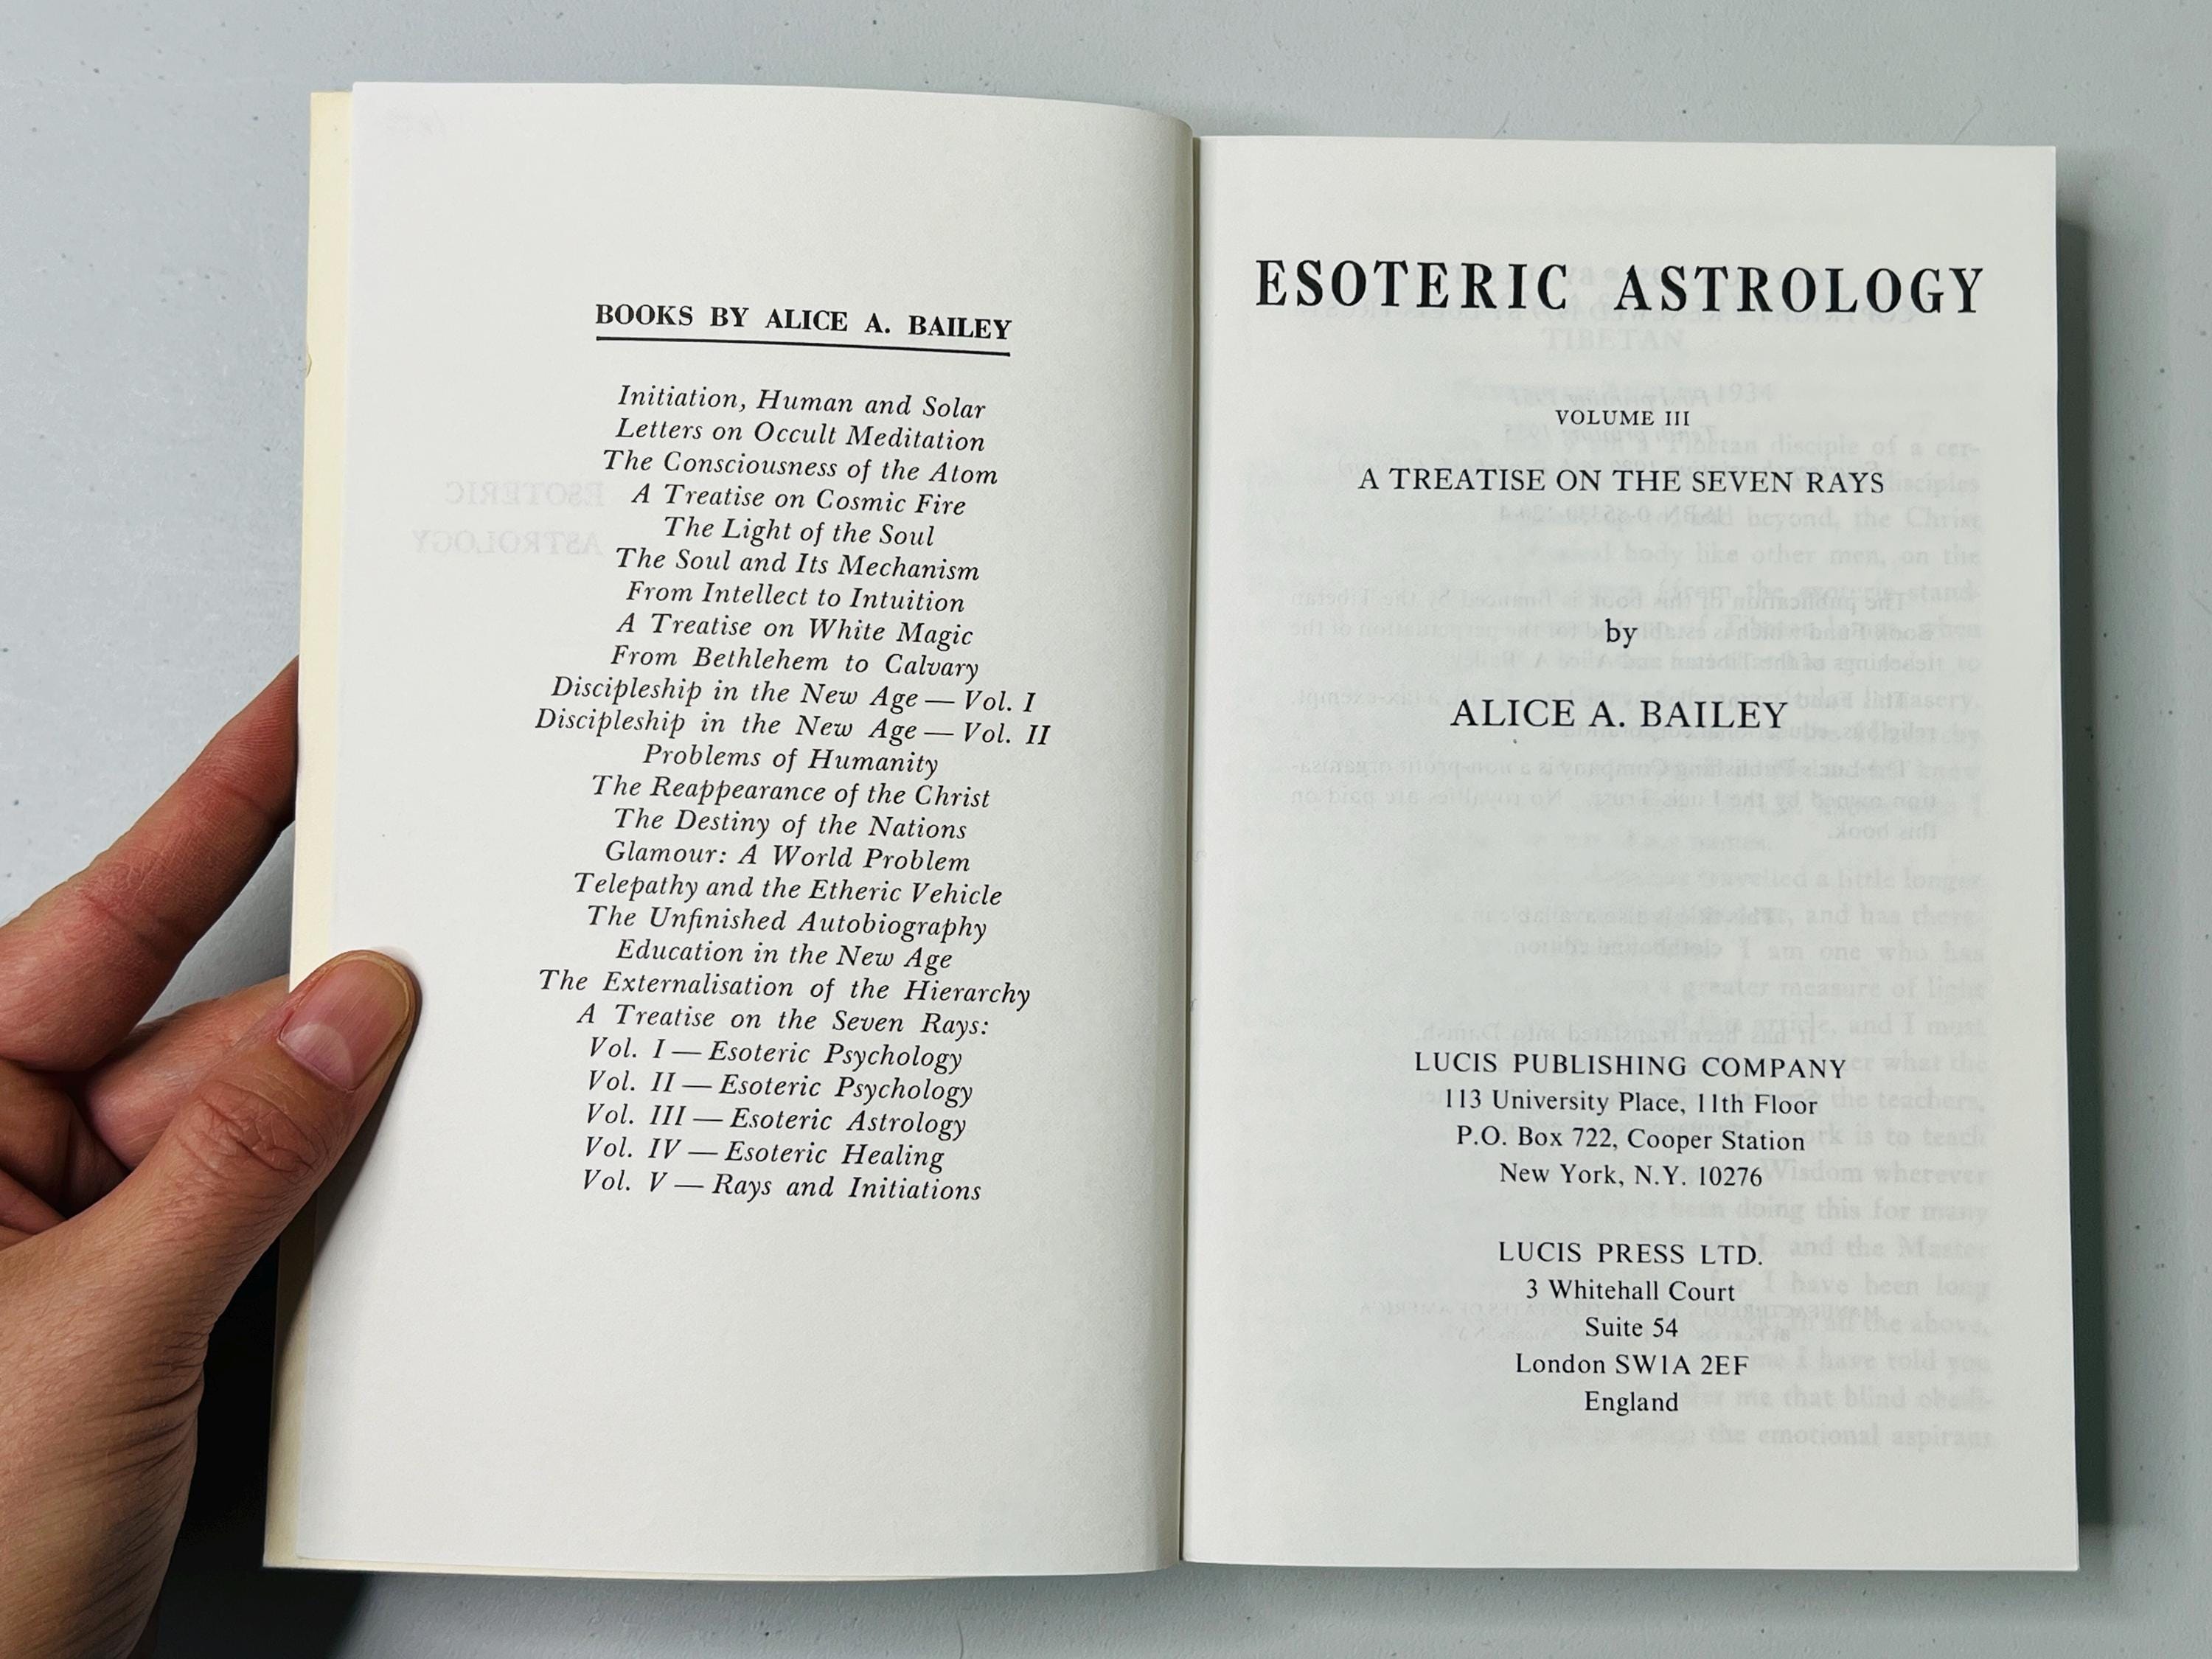 BOOKS BY ALICE A. BAILEY
Initiation, Human and Solar
Letters on Occult Meditation
The Consciousness of the Atom
A Treatise on Cosmic Fire
The Light of the Soul
The Soul and Its Mechanism
From Intellect to Intuition
A Treatise on White Magic
From Bethlehem to Calvary
Discipleship in the New Age — Vol. I
Discipleship in the New Age — Vol. II
Problems of Humanity
The Reappearance of the Christ
The Destiny of the Nations
Glamour: A World Problem
Telepathy and the Etheric Vehicle
The Unfinished Autobiography
Education in the New Age
The Externalisation of the Hierarchy
A Treatise on the Seven Rays:
Vol. I — Esoteric Psychology
Vol. II — Esoteric Psychology
Vol. III — Esoteric Astrology
Vol. IV — Esoteric Healing
Vol. V — Rays and Initiations
ESOTERIC ASTROLOGY
VOLUME III
A TREATISE ON THE SEVEN RAYS
by
ALICE A. BAILEY
LUCIS PUBLISHING COMPANY
113 University Place, 11th Floor
P.O. Box 722, Cooper Station
New York, N.Y. 10276
LUCIS PRESS LTD.
3 Whitehall Court
Suite 54
London SW1A 2EF
England